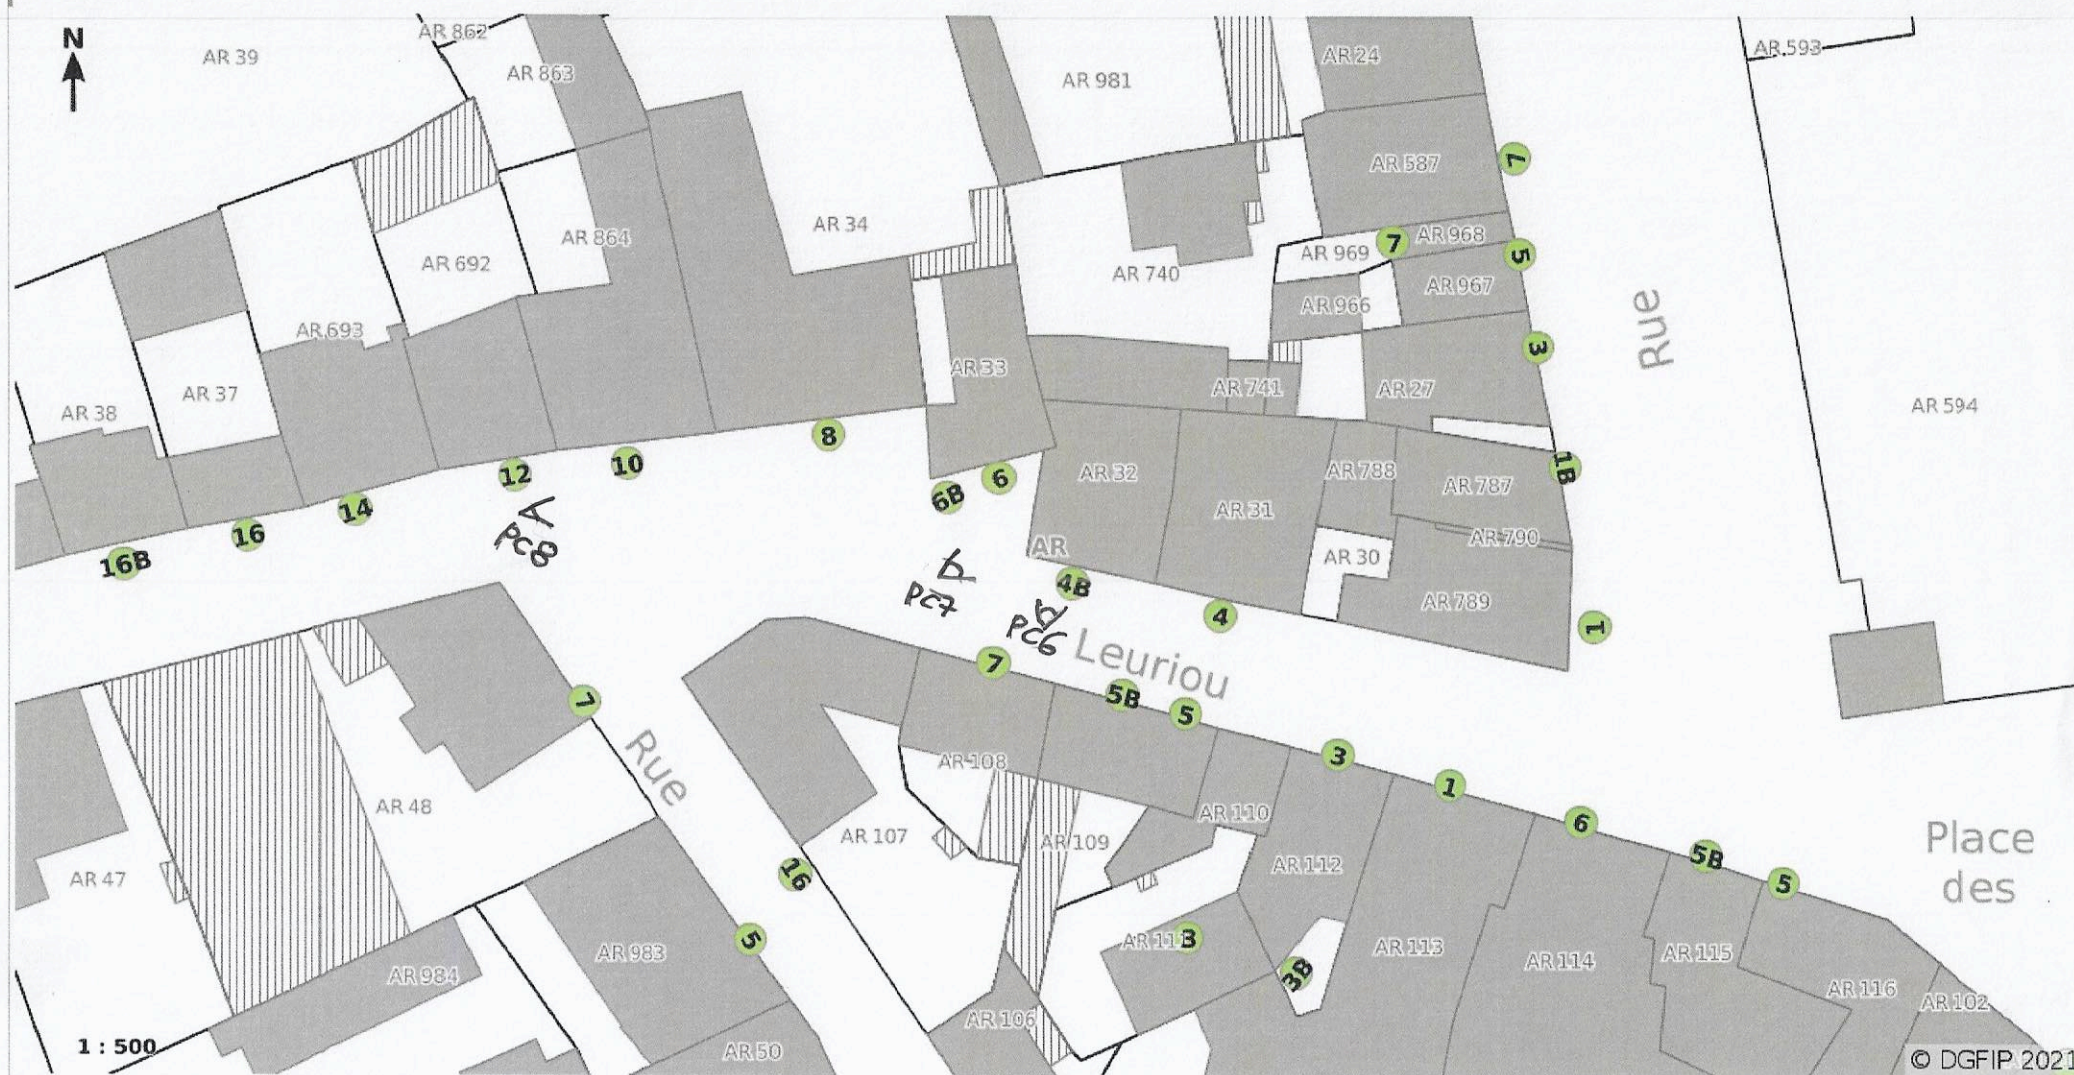 N
AR 39
AR 862
AR 863
AR 981
AR 24
AR 593
AR 587
7
AR 34
AR 864
AR 692
AR 740
AR 969
7
AR 968
5
AR 967
AR 966
Rue
AR 693
3
AR 33
AR 37
AR 38
AR 741
AR 27
AR 594
8
10
12
14
16
16B
6B
6
AR 32
AR 31
AR 788
AR 787
1B
AR 790
AR 30
AR 789
1
AR
4B
4
PC8
PC7
PC6
Leuriou
7
5B
5
3
1
6
5B
5
7
Rue
AR 108
AR 48
AR 107
AR 109
AR 110
AR 112
Place
des
AR 47
16
5
AR 983
AR 984
AR 111
3
3B
AR 113
AR 114
AR 115
AR 116
AR 102
AR 106
AR 50
1 : 500
© DGFIP 2021